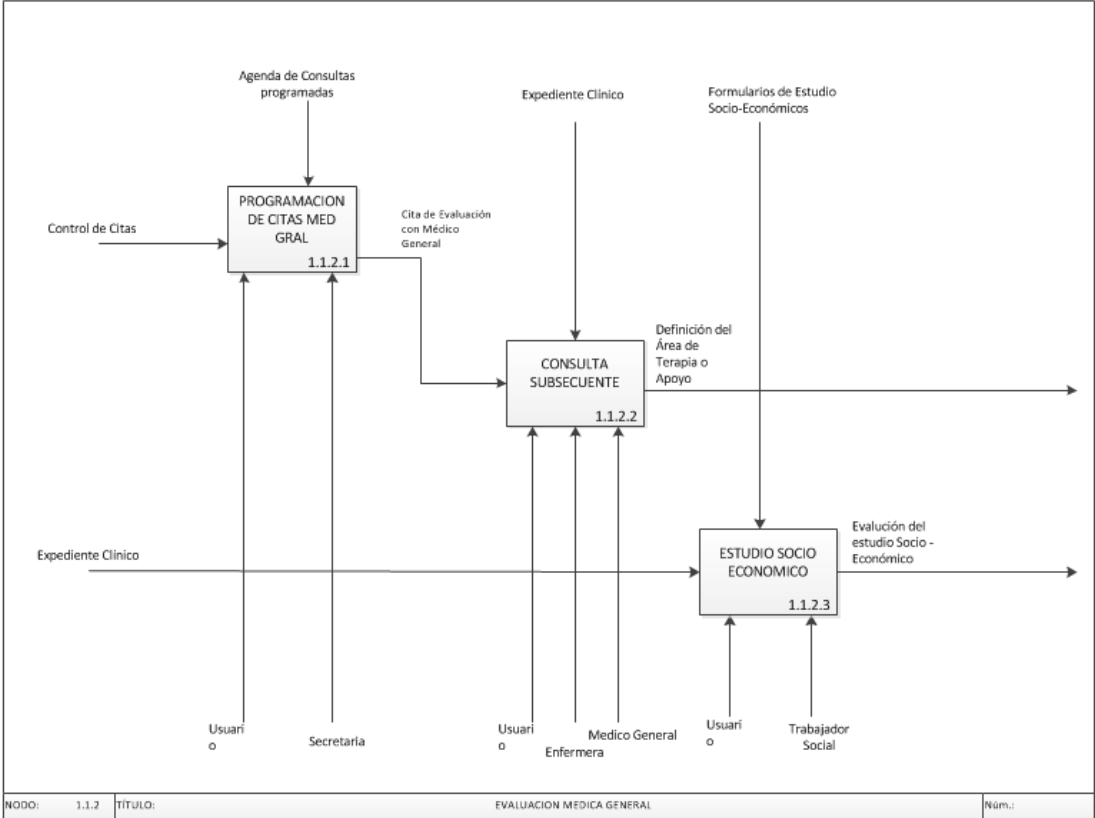 Agenda de Consultas
programadas
Expediente Clínico
Formularios de Estudio
Socio-Económicos
PROGRAMACION
DE CITAS MED
GRAL
1.1.2.1
Control de Citas
Cita de Evaluación
con Médico
General
CONSULTA
SUBSECUENTE
1.1.2.2
Definición del
Área de
Terapia o
Apoyo
Expediente Clínico
ESTUDIO SOCIO
ECONOMICO
1.1.2.3
Evalución del
estudio Socio -
Económico
Usuari
o
Secretaria
Usuari
o
Enfermera
Medico General
Usuari
o
Trabajador
Social
NODO: 1.1.2 TÍTULO: EVALUACION MEDICA GENERAL Núm.: